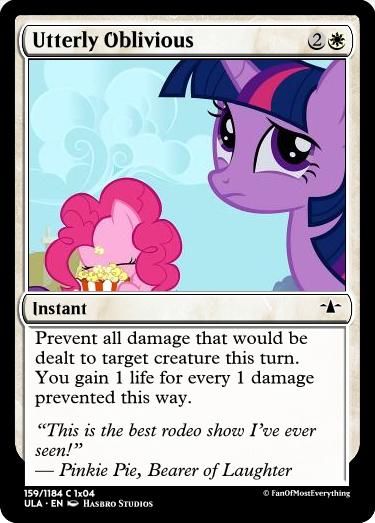 Utterly Oblivious 2
Instant
Prevent all damage that would be
dealt to target creature this turn.
You gain 1 life for every 1 damage
prevented this way.
“This is the best rodeo show I’ve ever
seen!”
— Pinkie Pie, Bearer of Laughter
159/1184 C 1x04 © FanOfMostEverything
ULA · EN Hasbro Studios